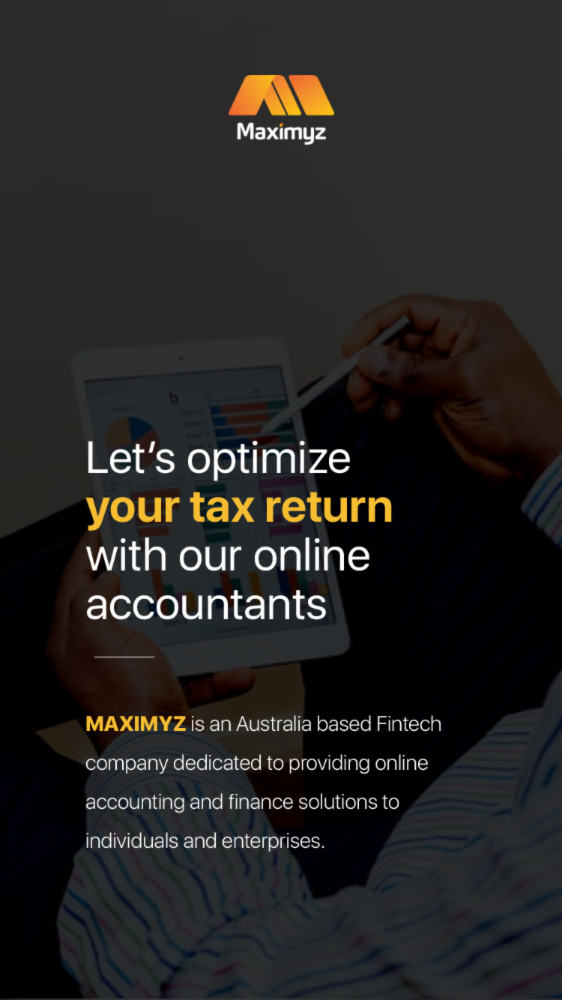 Maximyz
b
Let's optimize
your tax return
with our online
accountants
MAXIMYZ is an Australia based Fintech
company dedicated to providing online
accounting and finance solutions to
individuals and enterprises.